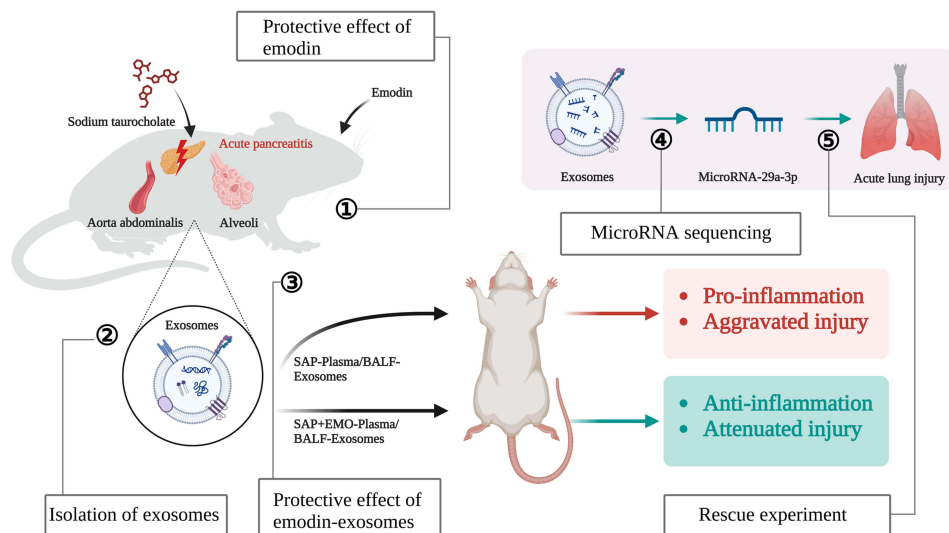 Protective effect of
emodin
Sodium taurocholate
Emodin
Acute pancreatitis
Aorta abdominalis
Alveoli
①
Exosomes
④
MicroRNA-29a-3p
⑤
Acute lung injury
MicroRNA sequencing
②
Exosomes
③
SAP-Plasma/BALF-
Exosomes
SAP+EMO-Plasma/
BALF-Exosomes
• Pro-inflammation
• Aggravated injury
• Anti-inflammation
• Attenuated injury
Isolation of exosomes
Protective effect of
emodin-exosomes
Rescue experiment